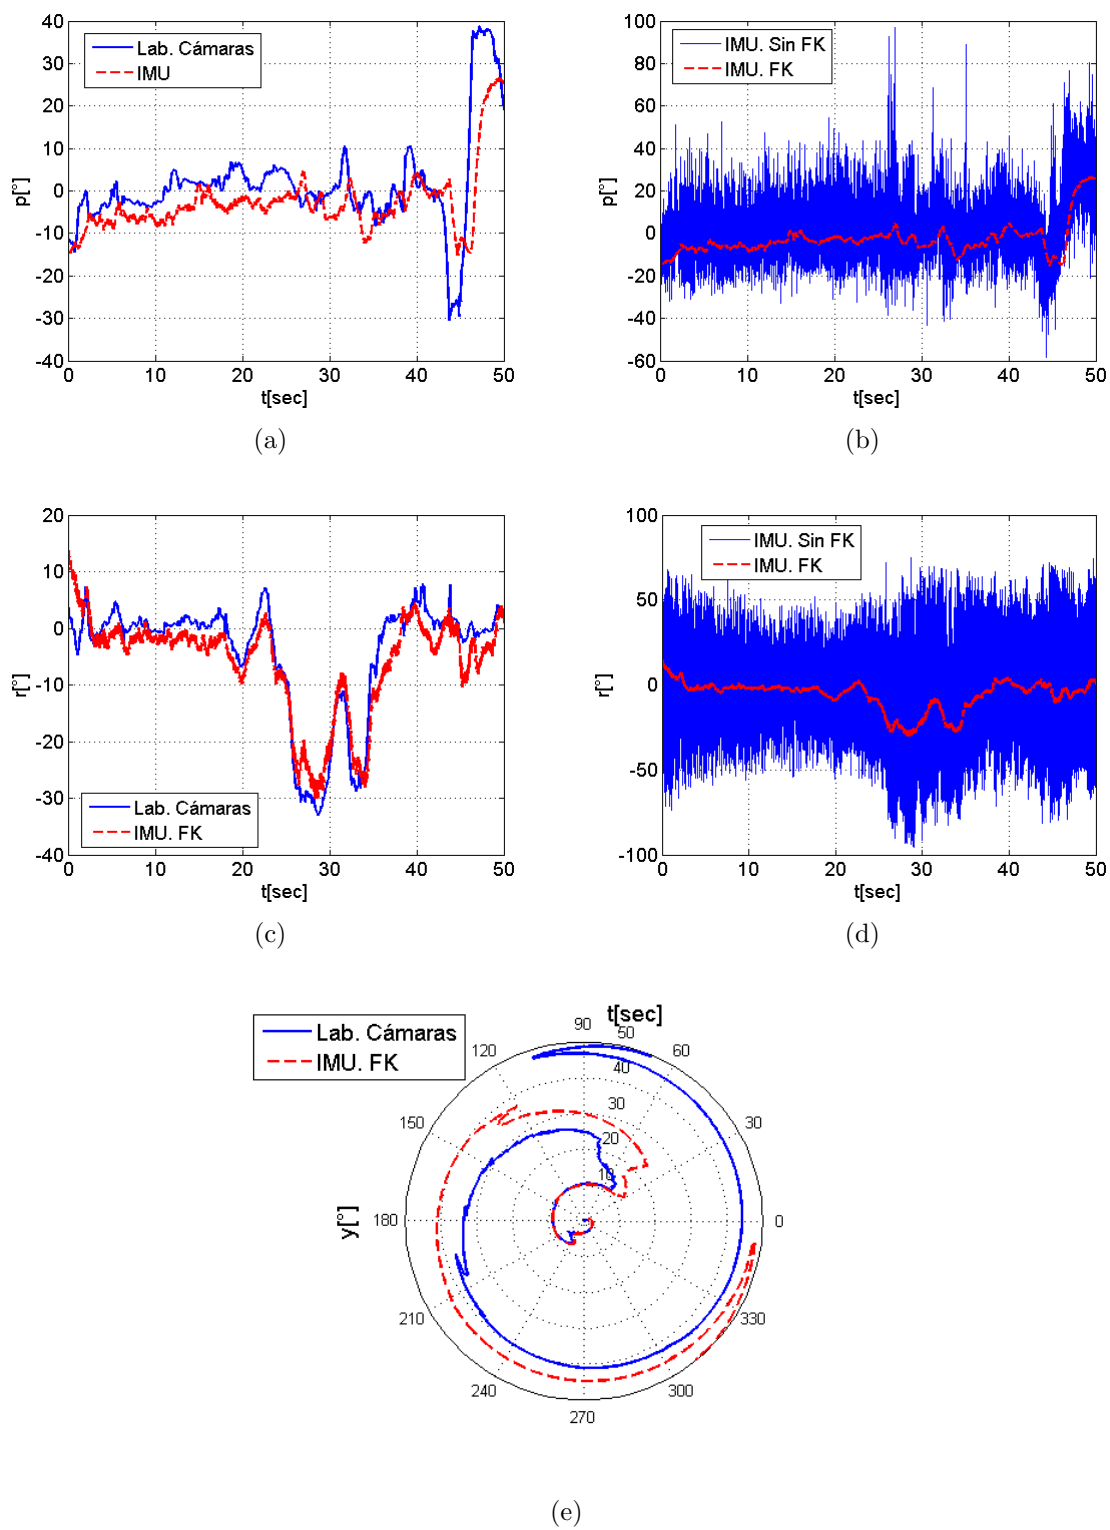 40
30
20
10
0
-10
-20
-30
-40
p[°]
Lab. Cámaras
IMU
0 10 20 30 40 50
t[sec]
(a)
100
80
60
40
20
0
-20
-40
-60
p[°]
IMU. Sin FK
IMU. FK
0 10 20 30 40 50
t[sec]
(b)
20
10
0
-10
-20
-30
-40
r[°]
Lab. Cámaras
IMU. FK
0 10 20 30 40 50
t[sec]
(c)
100
50
0
-50
-100
r[°]
IMU. Sin FK
IMU. FK
0 10 20 30 40 50
t[sec]
(d)
Lab. Cámaras
IMU. FK
t[sec]
y[°]
90
60
30
0
330
300
270
240
210
180
150
120
50
40
30
20
10
(e)